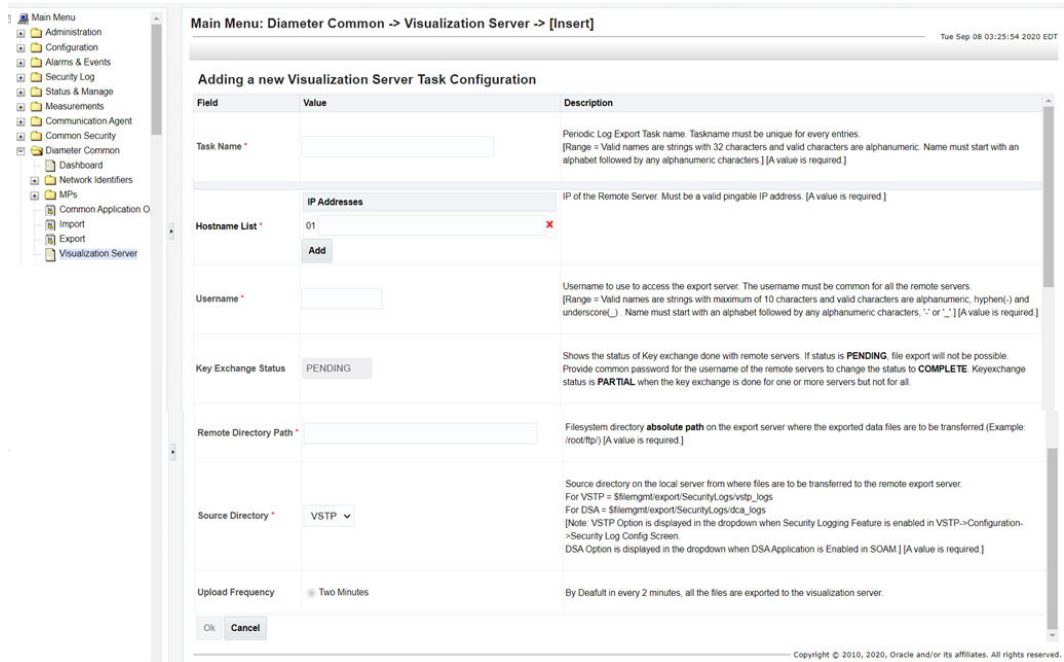 Main Menu
Administration
Configuration
Alarms & Events
Security Log
Status & Manage
Measurements
Communication Agent
Common Security
Diameter Common
Dashboard
Network Identifiers
MPs
Common Application O
Import
Export
Visualization Server
Main Menu: Diameter Common -> Visualization Server -> [Insert]
Tue Sep 08 03:25:54 2020 EDT
Adding a new Visualization Server Task Configuration
Field Value Description
Task Name *
Periodic Log Export Task name. Taskname must be unique for every entries.
[Range = Valid names are strings with 32 characters and valid characters are alphanumeric. Name must start with an
alphabet followed by any alphanumeric characters.] [A value is required.]
Hostname List *
IP Addresses
01
Add
IP of the Remote Server. Must be a valid pingable IP address. [A value is required.]
Username *
Username to use to access the export server. The username must be common for all the remote servers.
[Range = Valid names are strings with maximum of 10 characters and valid characters are alphanumeric, hyphen(-) and
underscore(_) . Name must start with an alphabet followed by any alphanumeric characters, '-' or '_'.] [A value is required.]
Key Exchange Status
PENDING
Shows the status of Key exchange done with remote servers. If status is PENDING, file export will not be possible.
Provide common password for the username of the remote servers to change the status to COMPLETE. Keyexchange
status is PARTIAL when the key exchange is done for one or more servers but not for all.
Remote Directory Path *
Filesystem directory absolute path on the export server where the exported data files are to be transferred.(Example:
/root/ftp/) [A value is required.]
Source Directory *
VSTP
Source directory on the local server from where files are to be transferred to the remote export server.
For VSTP = $filemgmt/export/SecurityLogs/vstp_logs
For DSA = $filemgmt/export/SecurityLogs/dca_logs
[Note: VSTP Option is displayed in the dropdown when Security Logging Feature is enabled in VSTP->Configuration-
>Security Log Config Screen.
DSA Option is displayed in the dropdown when DSA Application is Enabled in SOAM.] [A value is required.]
Upload Frequency
Two Minutes
By Deafult in every 2 minutes, all the files are exported to the visualization server.
Ok Cancel
Copyright © 2010, 2020, Oracle and/or its affiliates. All rights reserved.